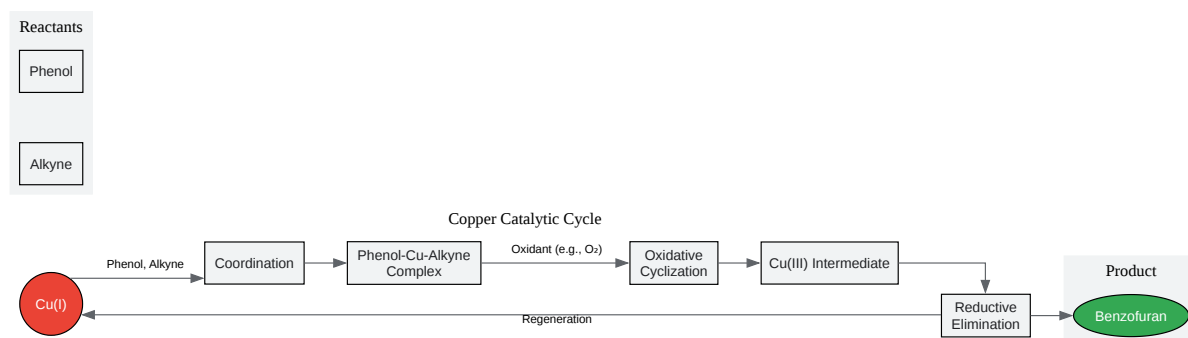 Reactants
Phenol
Alkyne
Copper Catalytic Cycle
Cu(I)
Phenol, Alkyne
Coordination
Phenol-Cu-Alkyne
Complex
Oxidant (e.g., O₂)
Oxidative
Cyclization
Cu(III) Intermediate
Reductive
Elimination
Regeneration
Product
Benzofuran